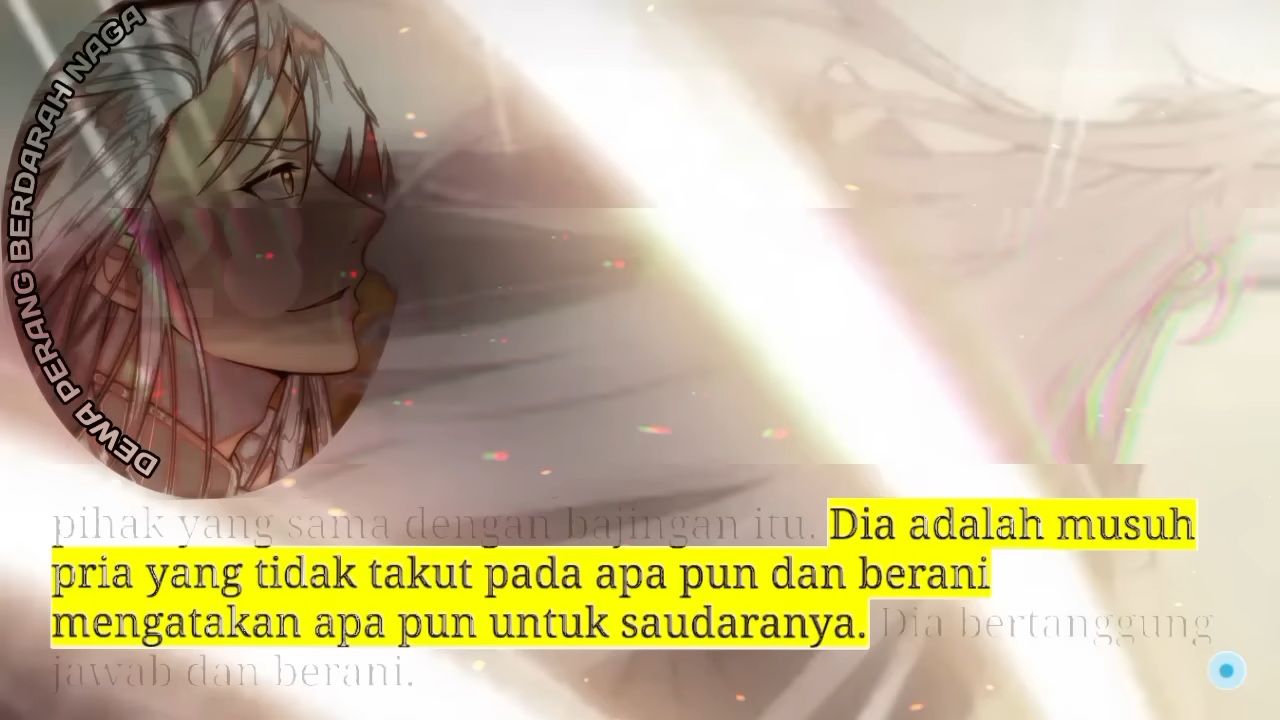 DEWA PERANG BERDARAH NAGA
pihak yang sama dengan bajingan itu. Dia adalah musuh
pria yang tidak takut pada apa pun dan berani
mengatakan apa pun untuk saudaranya. Dia bertanggung
jawab dan berani.